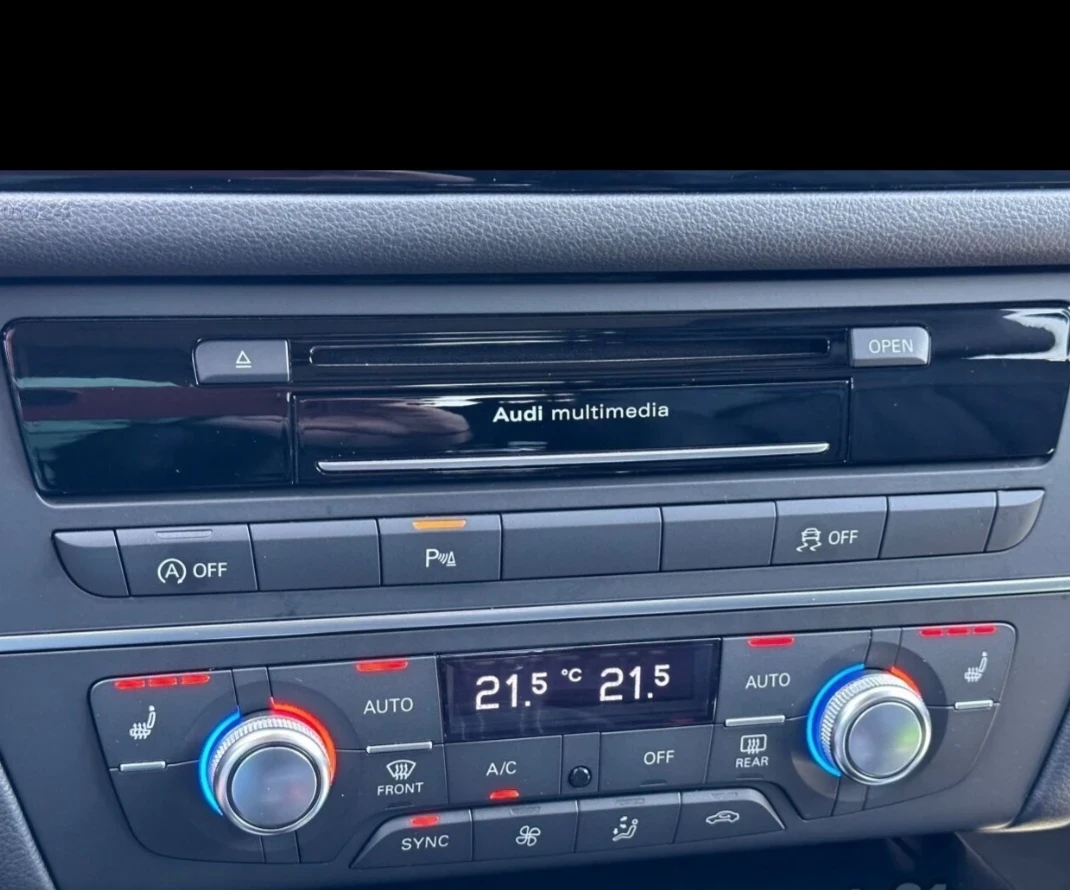 OPEN
Audi multimedia
A OFF
P
OFF
AUTO
21.5 °C 21.5
AUTO
FRONT
A/C
OFF
REAR
SYNC